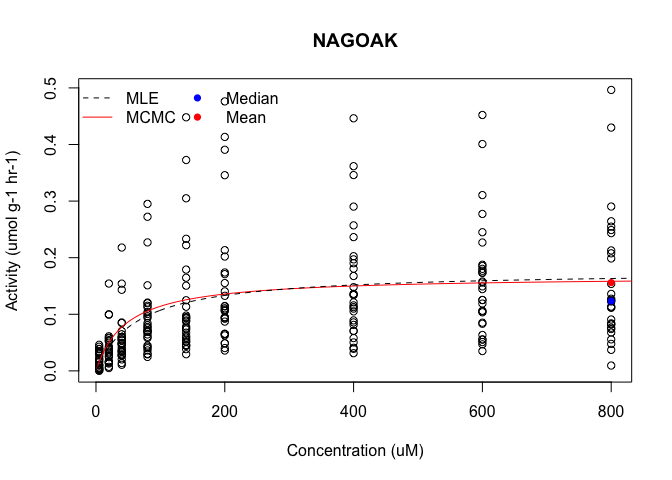 NAGOAK
MLE
Median
MCMC
Mean
0.5
0.4
0.3
0.2
0.1
0.0
Activity (umol g-1 hr-1)
0 200 400 600 800
Concentration (uM)